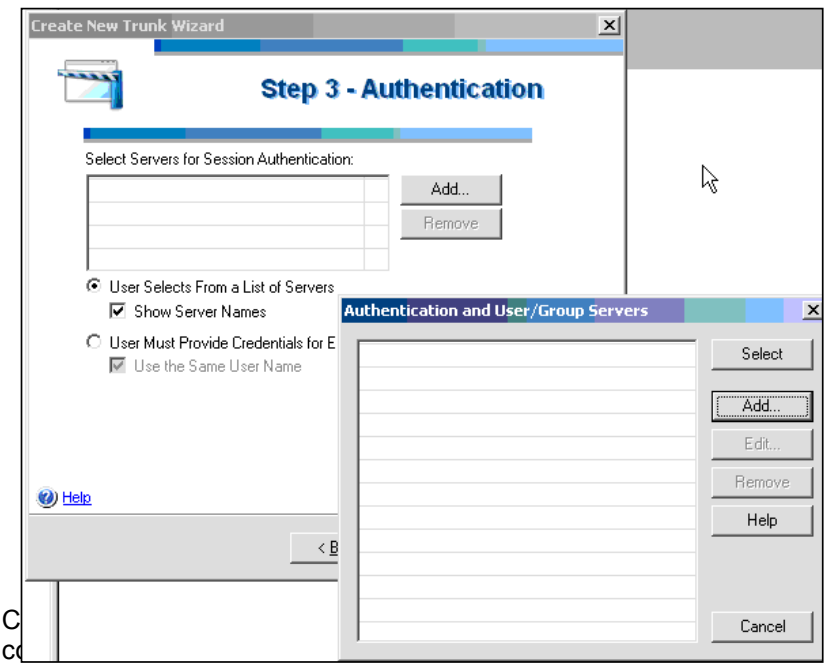 Create New Trunk Wizard
Step 3 - Authentication
Select Servers for Session Authentication:
Add...
Remove
User Selects From a List of Servers
Show Server Names
User Must Provide Credentials for E
Use the Same User Name
Help
< B
Authentication and User/Group Servers
Select
Add...
Edit...
Remove
Help
Cancel
C